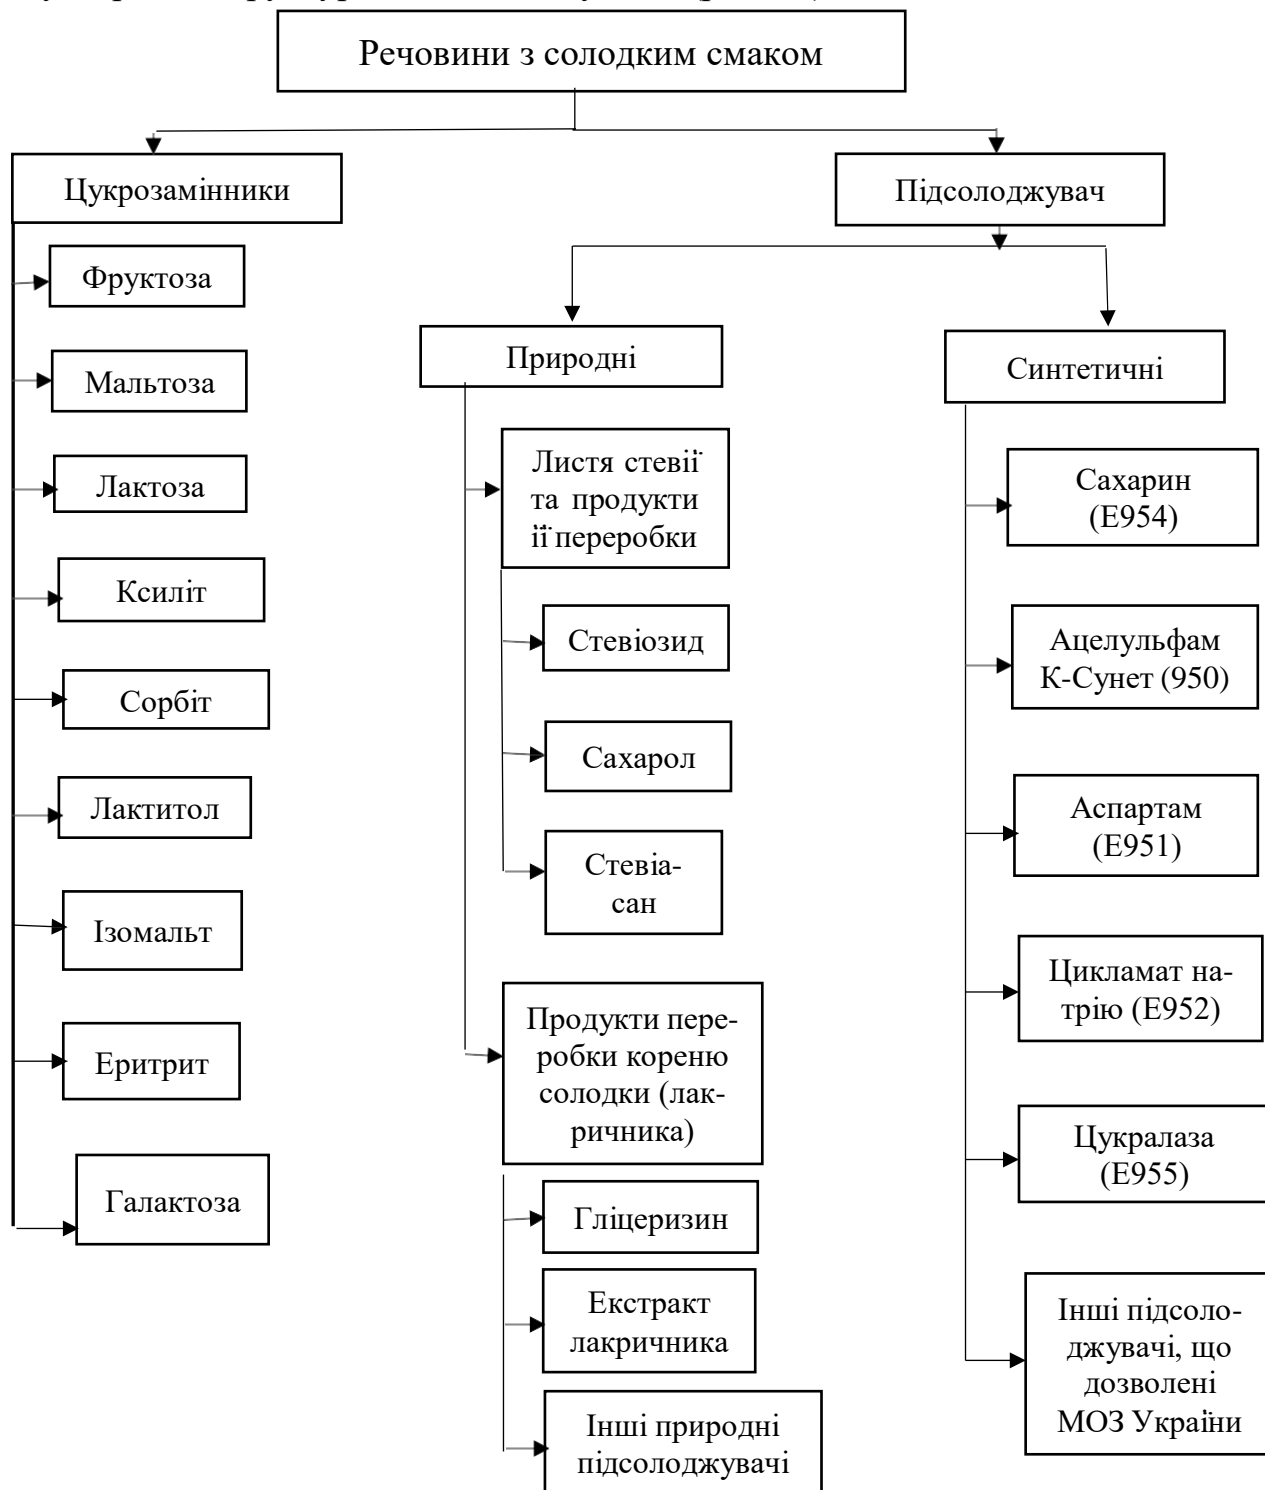 Речовини з солодким смаком
Цукрозамінники
Підсолоджувач
Фруктоза
Мальтоза
Лактоза
Ксиліт
Сорбіт
Лактитол
Ізомальт
Еритрит
Галактоза
Природні
Листя стевії
та продукти
її переробки
Стевіозид
Сахарол
Стевіа-
сан
Продукти пере-
робки кореню
солодки (лак-
ричника)
Гліцеризин
Екстракт
лакричника
Інші природні
підсолоджувачі
Синтетичні
Сахарин
(Е954)
Ацелульфам
К-Сунет (950)
Аспартам
(Е951)
Цикламат на-
трію (Е952)
Цукралаза
(Е955)
Інші підсоло-
джувачі, що
дозволені
МОЗ України